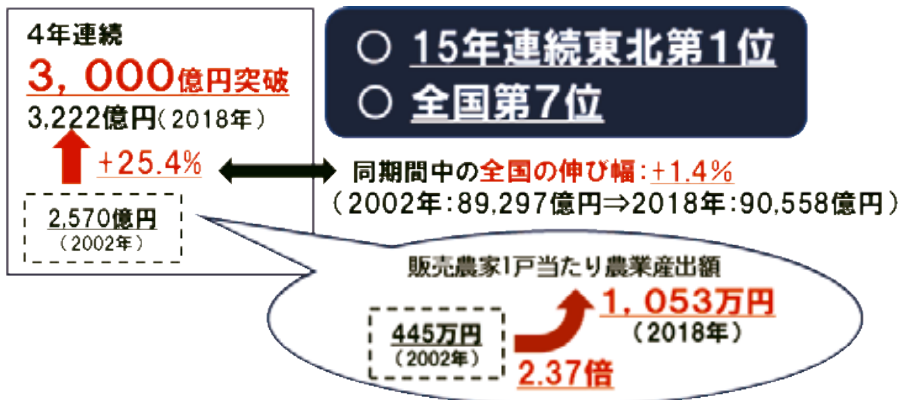 4年連続
3,000億円突破
3,222億円(2018年)
+25.4%
2,570億円
(2002年)
○ 15年連続東北第1位
○ 全国第7位
同期間中の全国の伸び幅:+1.4%
(2002年:89,297億円⇒2018年:90,558億円)
販売農家1戸当たり農業産出額
1,053万円
(2018年)
445万円
(2002年)
2.37倍